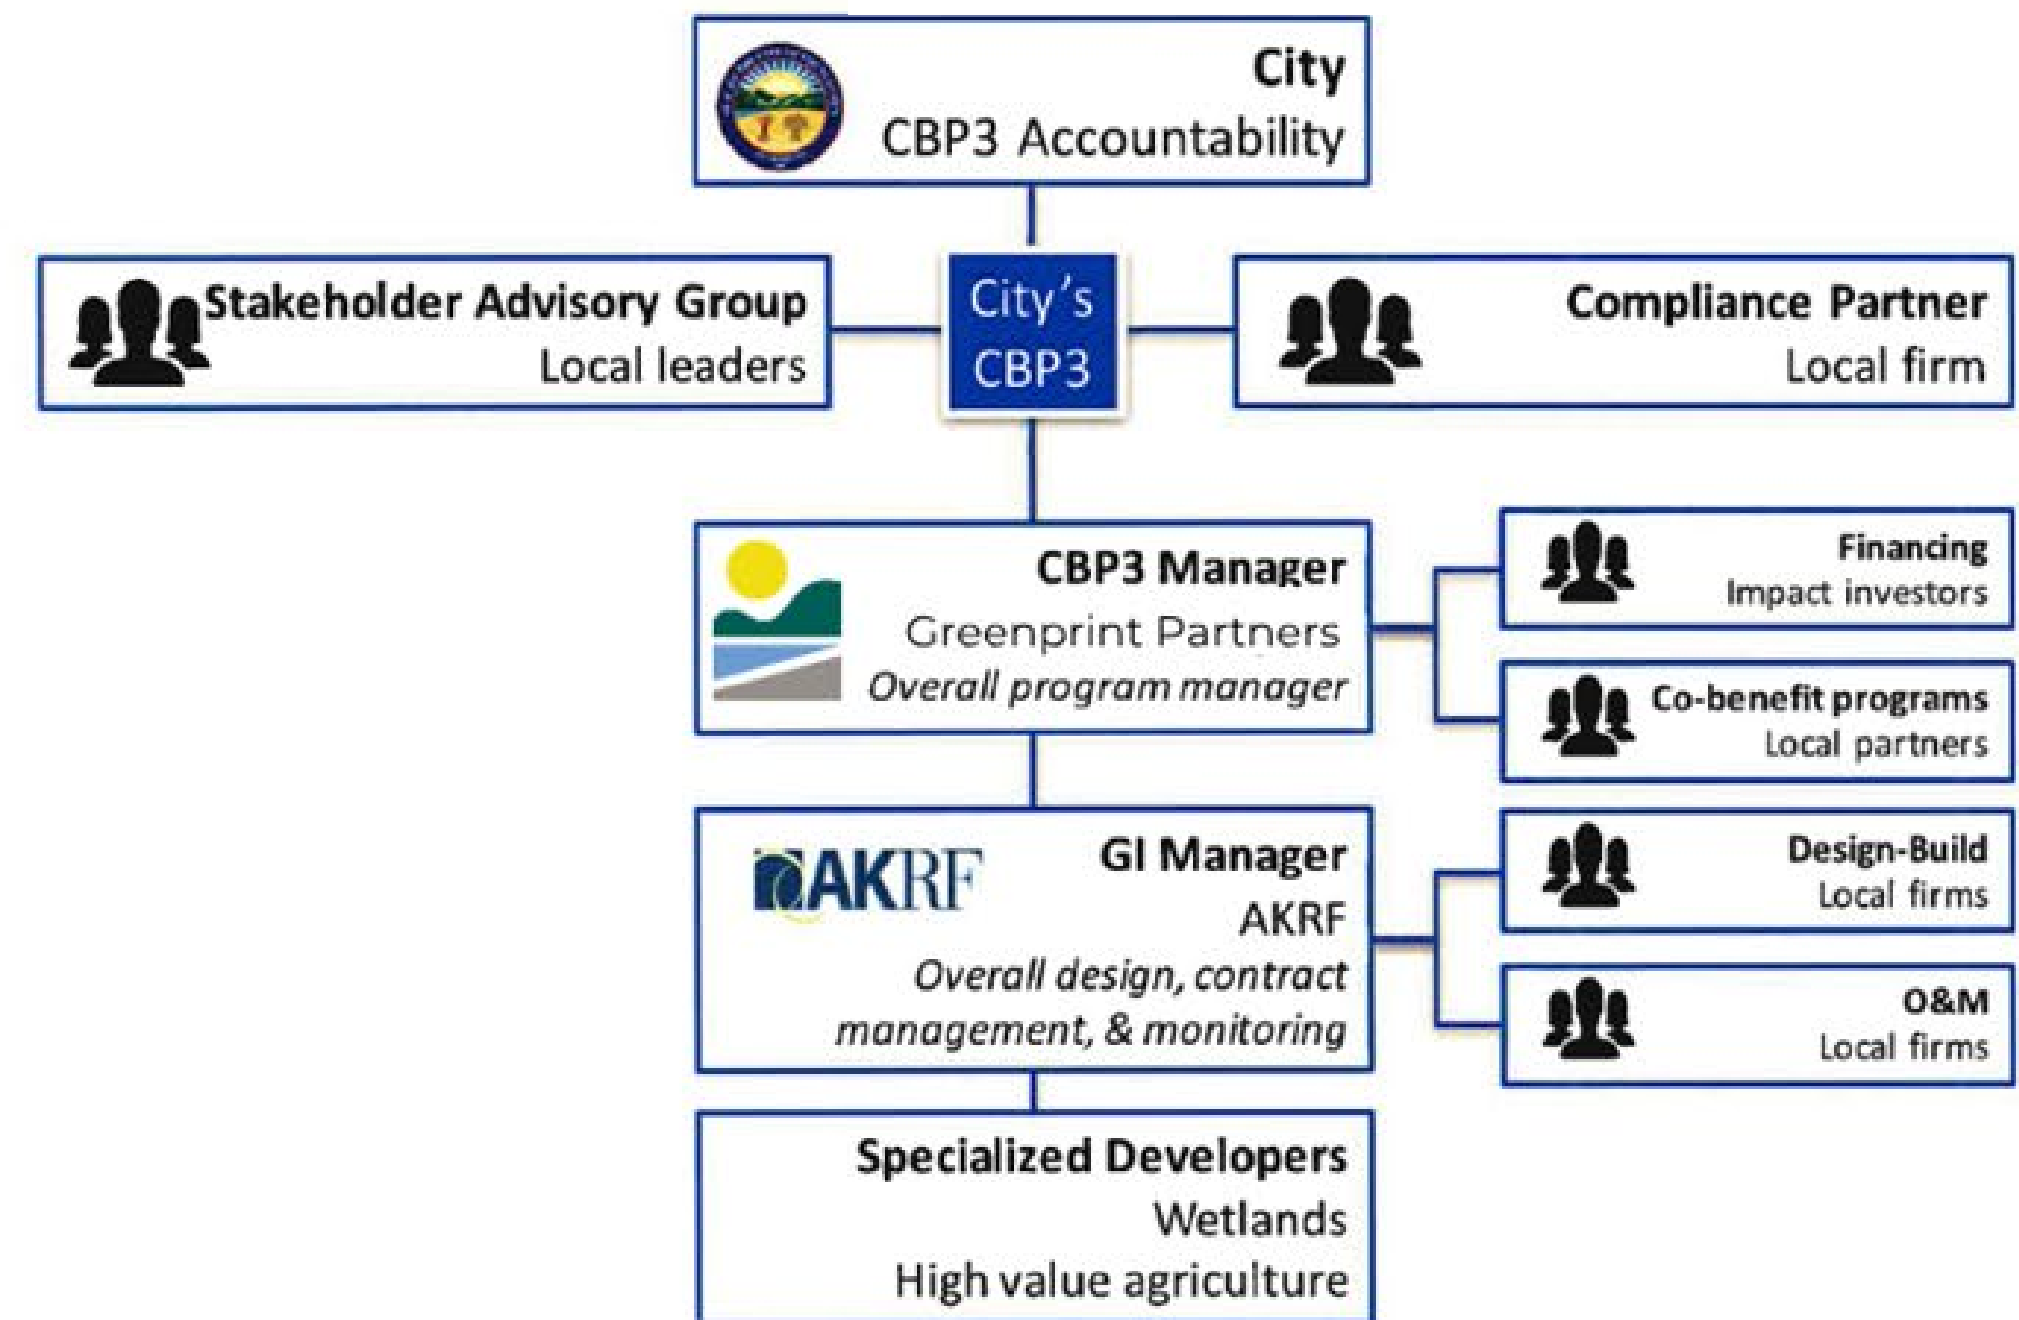 City
CBP3 Accountability
Stakeholder Advisory Group
Local leaders
City's
CBP3
Compliance Partner
Local firm
CBP3 Manager
Greenprint Partners
Overall program manager
Financing
Impact investors
Co-benefit programs
Local partners
AKRF
GI Manager
AKRF
Overall design, contract
management, & monitoring
Design-Build
Local firms
O&M
Local firms
Specialized Developers
Wetlands
High value agriculture